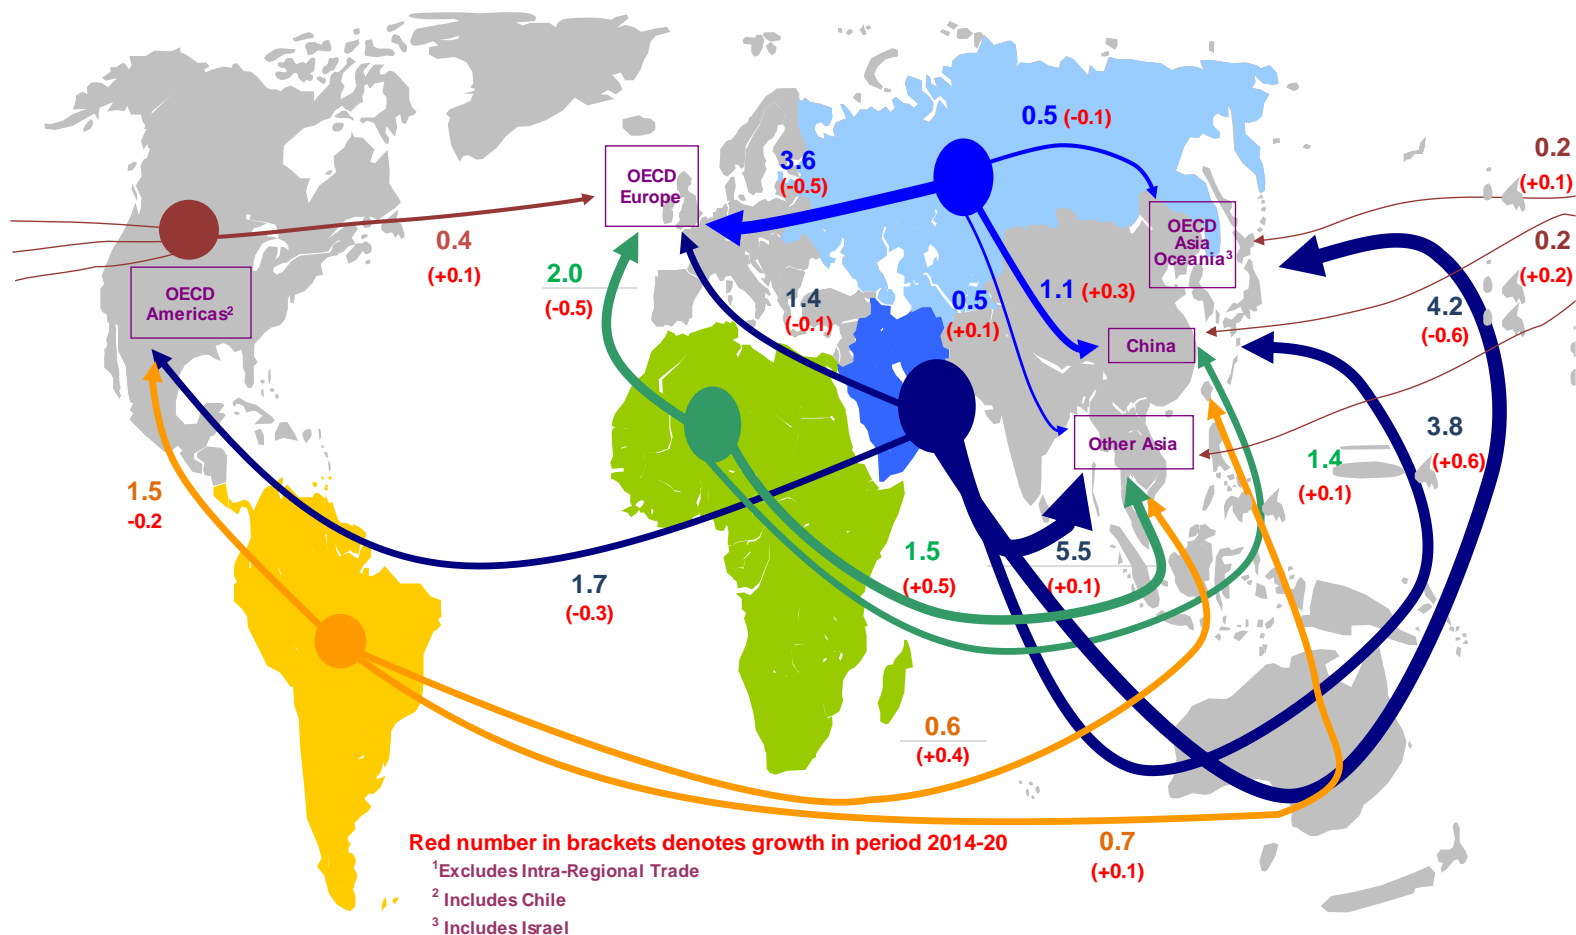 0.5 (-0.1)
0.2
(+0.1)
3.6
(-0.5)
OECD
Europe
OECD
Asia
Oceania³
0.4
(+0.1)
0.2
(+0.2)
2.0
(-0.5)
OECD
Americas²
1.4
(-0.1)
0.5
(+0.1)
1.1 (+0.3)
4.2
(-0.6)
China
Other Asia
3.8
(+0.6)
1.4
(+0.1)
1.5
-0.2
1.7
(-0.3)
1.5
(+0.5)
5.5
(+0.1)
0.6
(+0.4)
0.7
(+0.1)
Red number in brackets denotes growth in period 2014-20
¹Excludes Intra-Regional Trade
² Includes Chile
³ Includes Israel